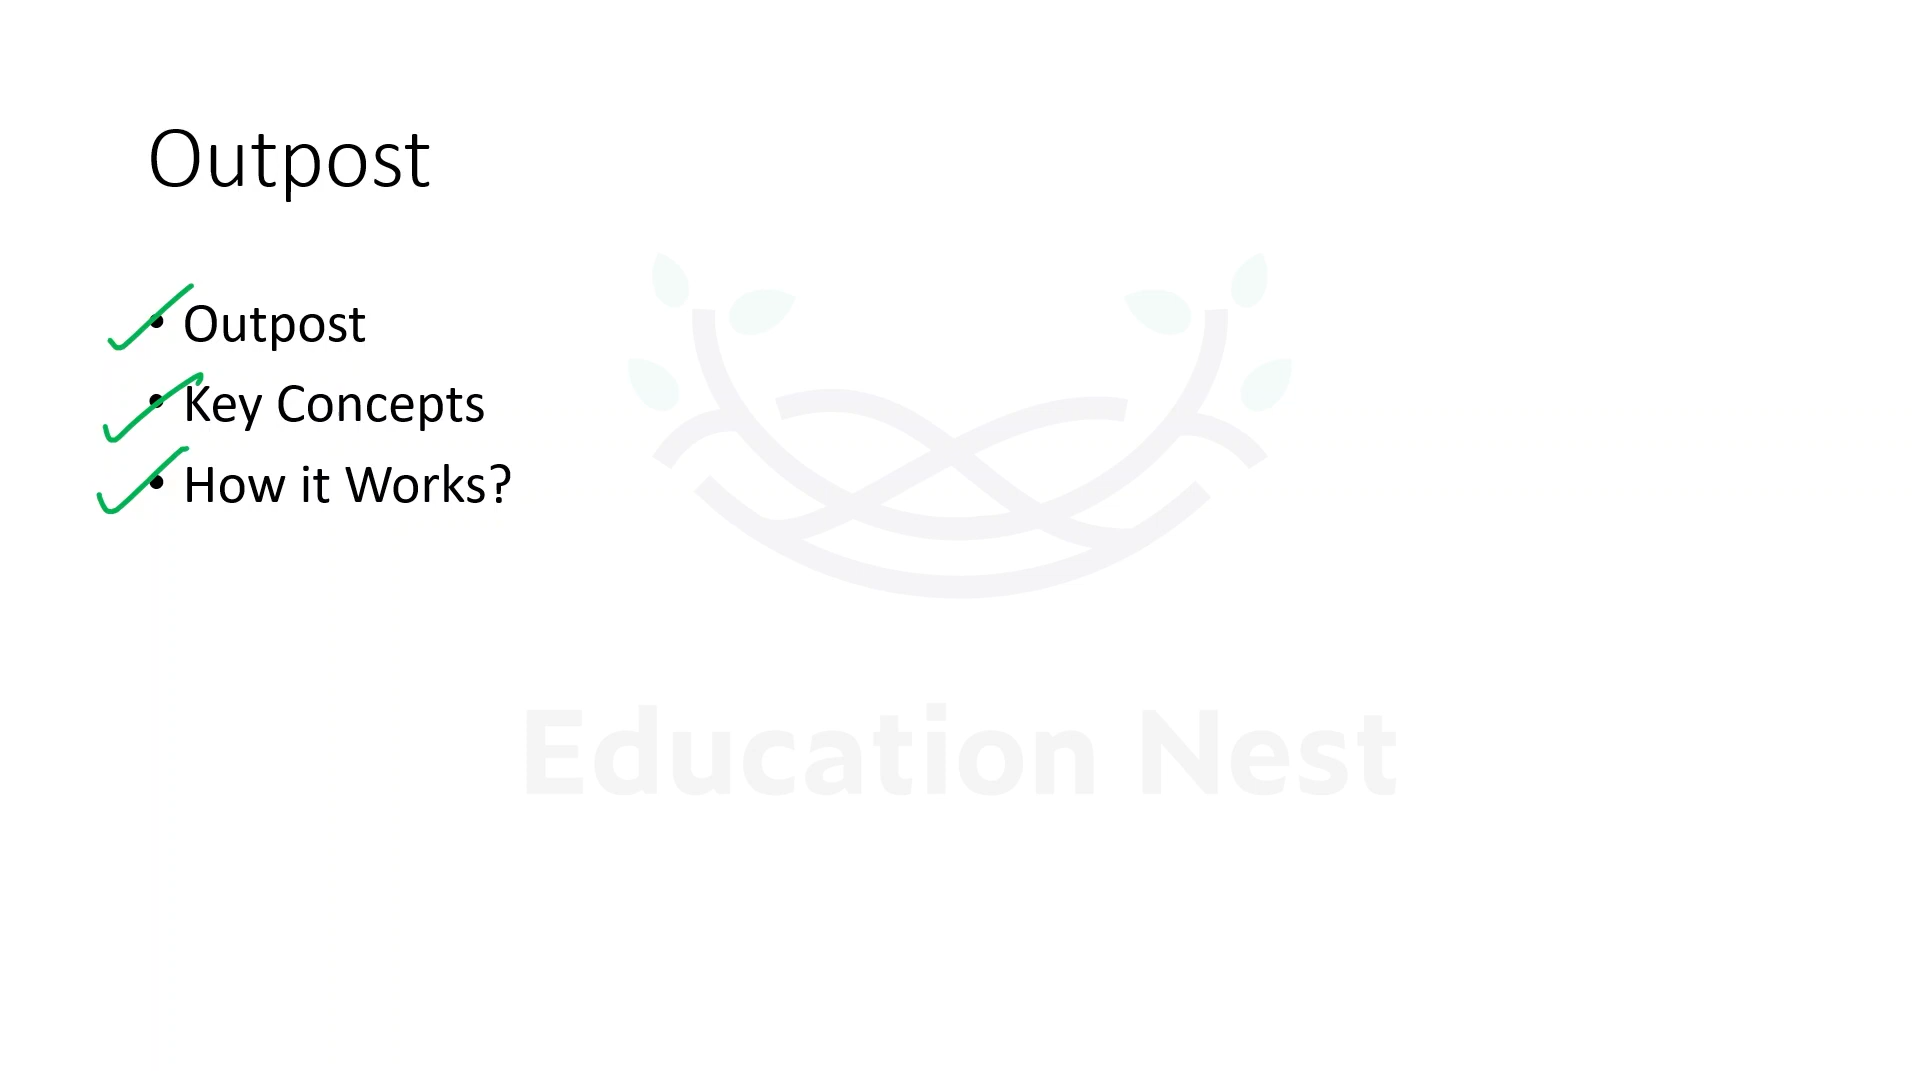 Outpost
• Outpost
• Key Concepts
• How it Works?
Education Nest